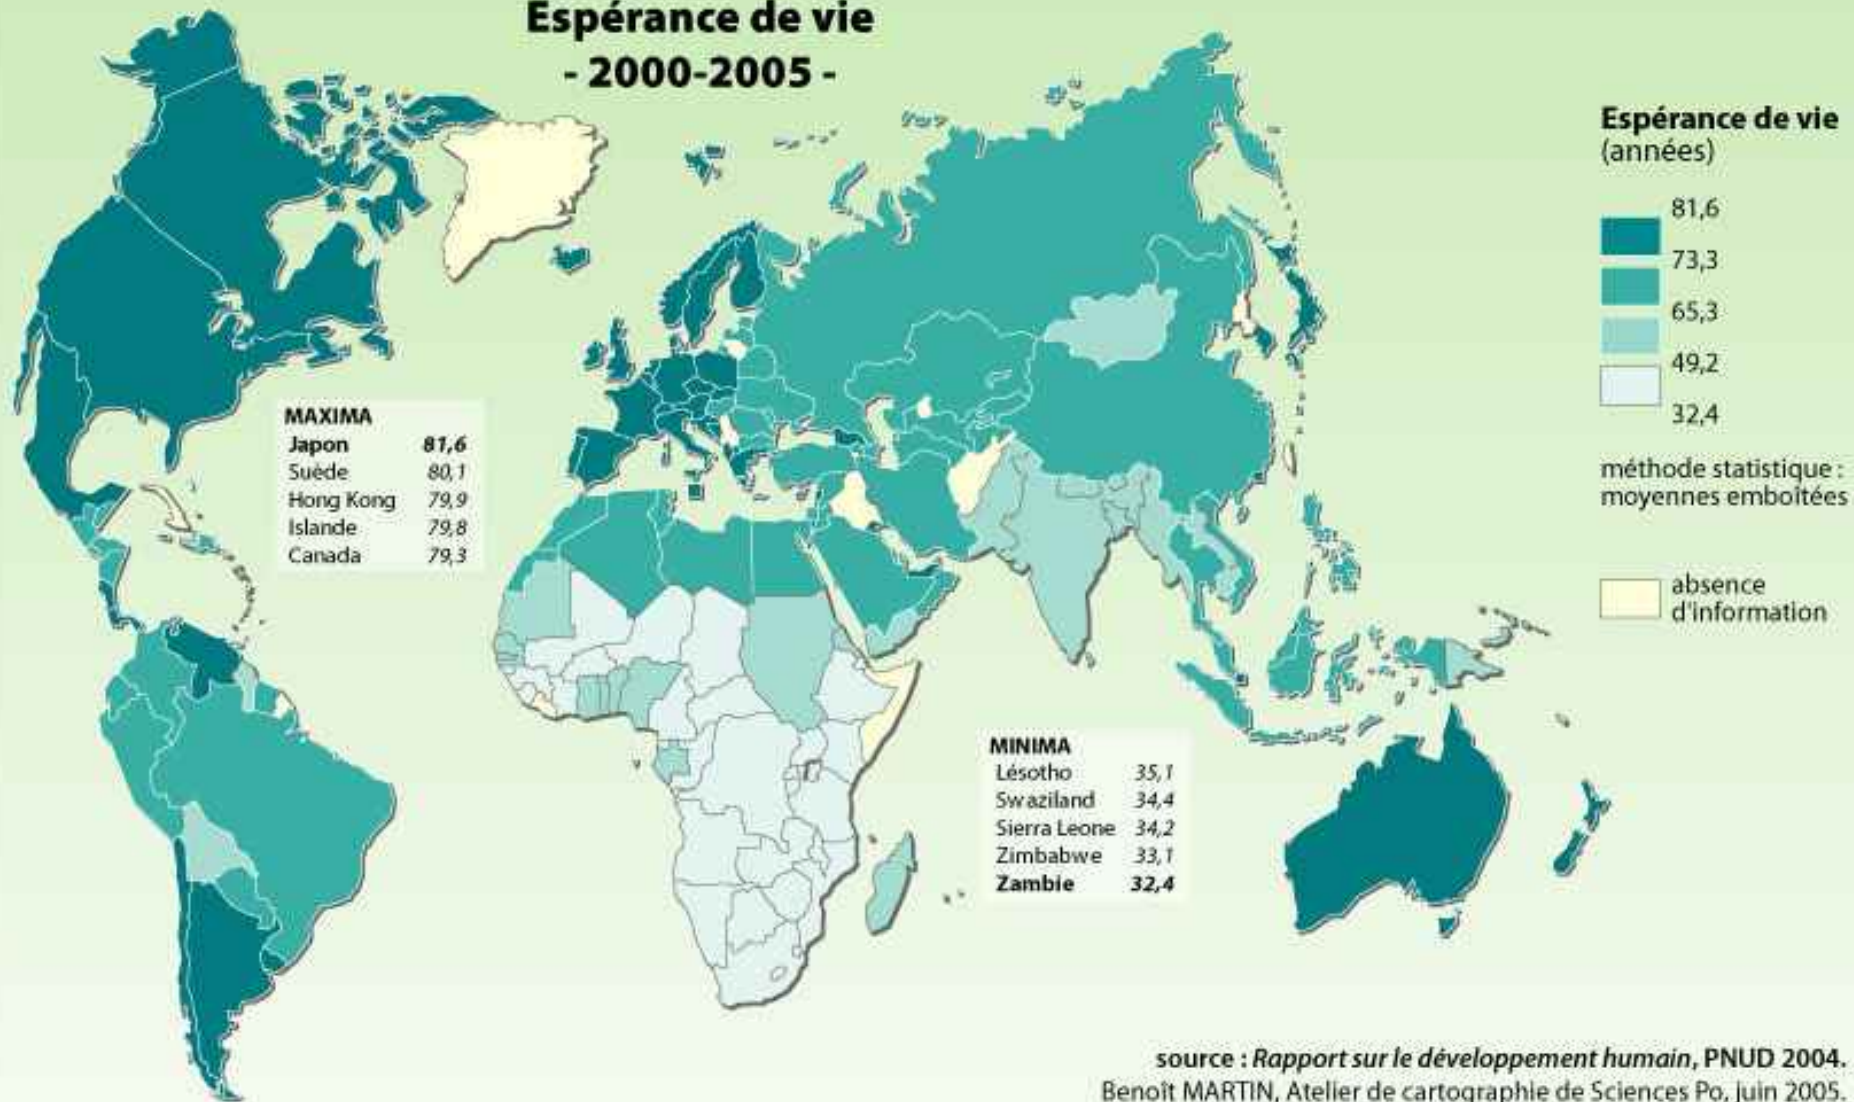 Espérance de vie
- 2000-2005 -
Espérance de vie
(années)
81,6
73,3
65,3
49,2
32,4
méthode statistique :
moyennes emboîtées
absence
d'information
MAXIMA
Japon 81,6
Suède 80,1
Hong Kong 79,9
Islande 79,8
Canada 79,3
MINIMA
Lésotho 35,1
Swaziland 34,4
Sierra Leone 34,2
Zimbabwe 33,1
Zambie 32,4
source : Rapport sur le développement humain, PNUD 2004.
Benoît MARTIN, Atelier de cartographie de Sciences Po, juin 2005.